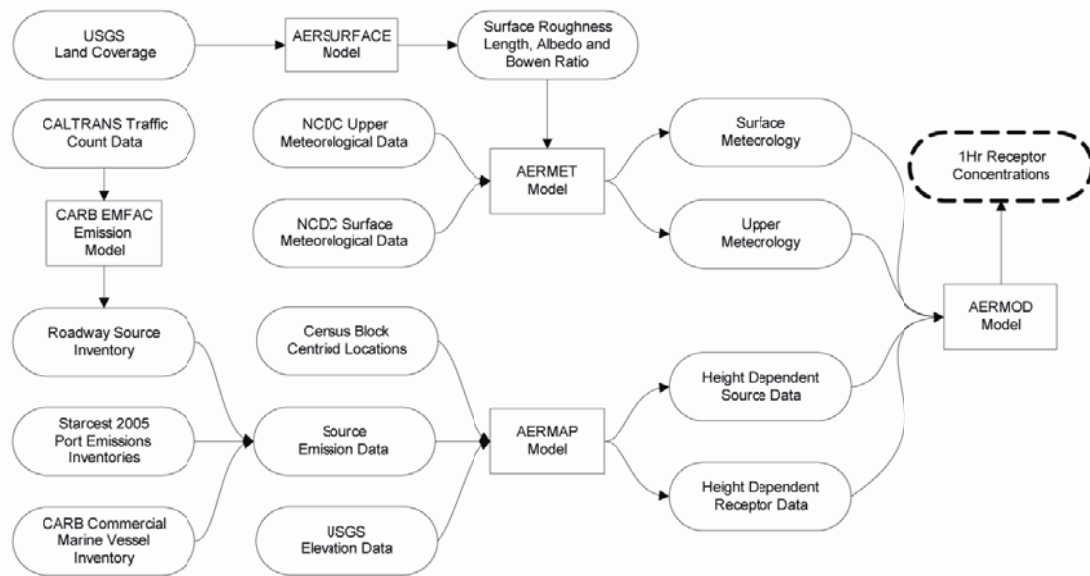 USGS
Land Coverage
AERSURFACE
Nodel
Surface Roughness
Length, Albedo and
Bowen Ratio
CALTRANS Traffic
Count Data
NCDC Upper
Meteorological Data
AERMET
Model
Surface
Metecrology
1Hr Receptor
Concentrations
CARB EMFAC
Emission
Model
NCDC Surface
Meteorological Data
Upper
Metecrology
AERMOD
Model
Roadway Source
Inventory
Census Block
Centriod Locations
Height Dependent
Source Data
Starcest 2005
Port Emissions
Inventories
Source
Emission Data
AERMAP
Model
Height Dependent
Receptor Data
CARB Commercial
Marine Vessel
Inventory
USGS
Elevation Data